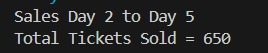 Sales Day 2 to Day 5
Total Tickets Sold = 650